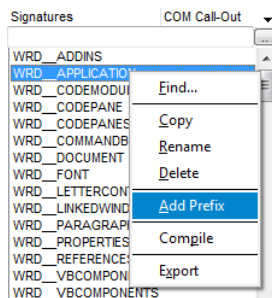 Signatures COM Call-Out
...
WRD__ADDINS
WRD__APPLICATION
WRD__CODEMODU
WRD__CODEPANE
WRD__CODEPANES
WRD__COMMANDB
WRD__DOCUMENT
WRD__FONT
WRD__LETTERCON
WRD__LINKEDWIND
WRD__PARAGRAP
WRD__PROPERTIES
WRD__REFERENCES
WRD__VBCOMPON
WRD__VBCOMPONENTS
Find...
Copy
Rename
Delete
Add Prefix
Compile
Export